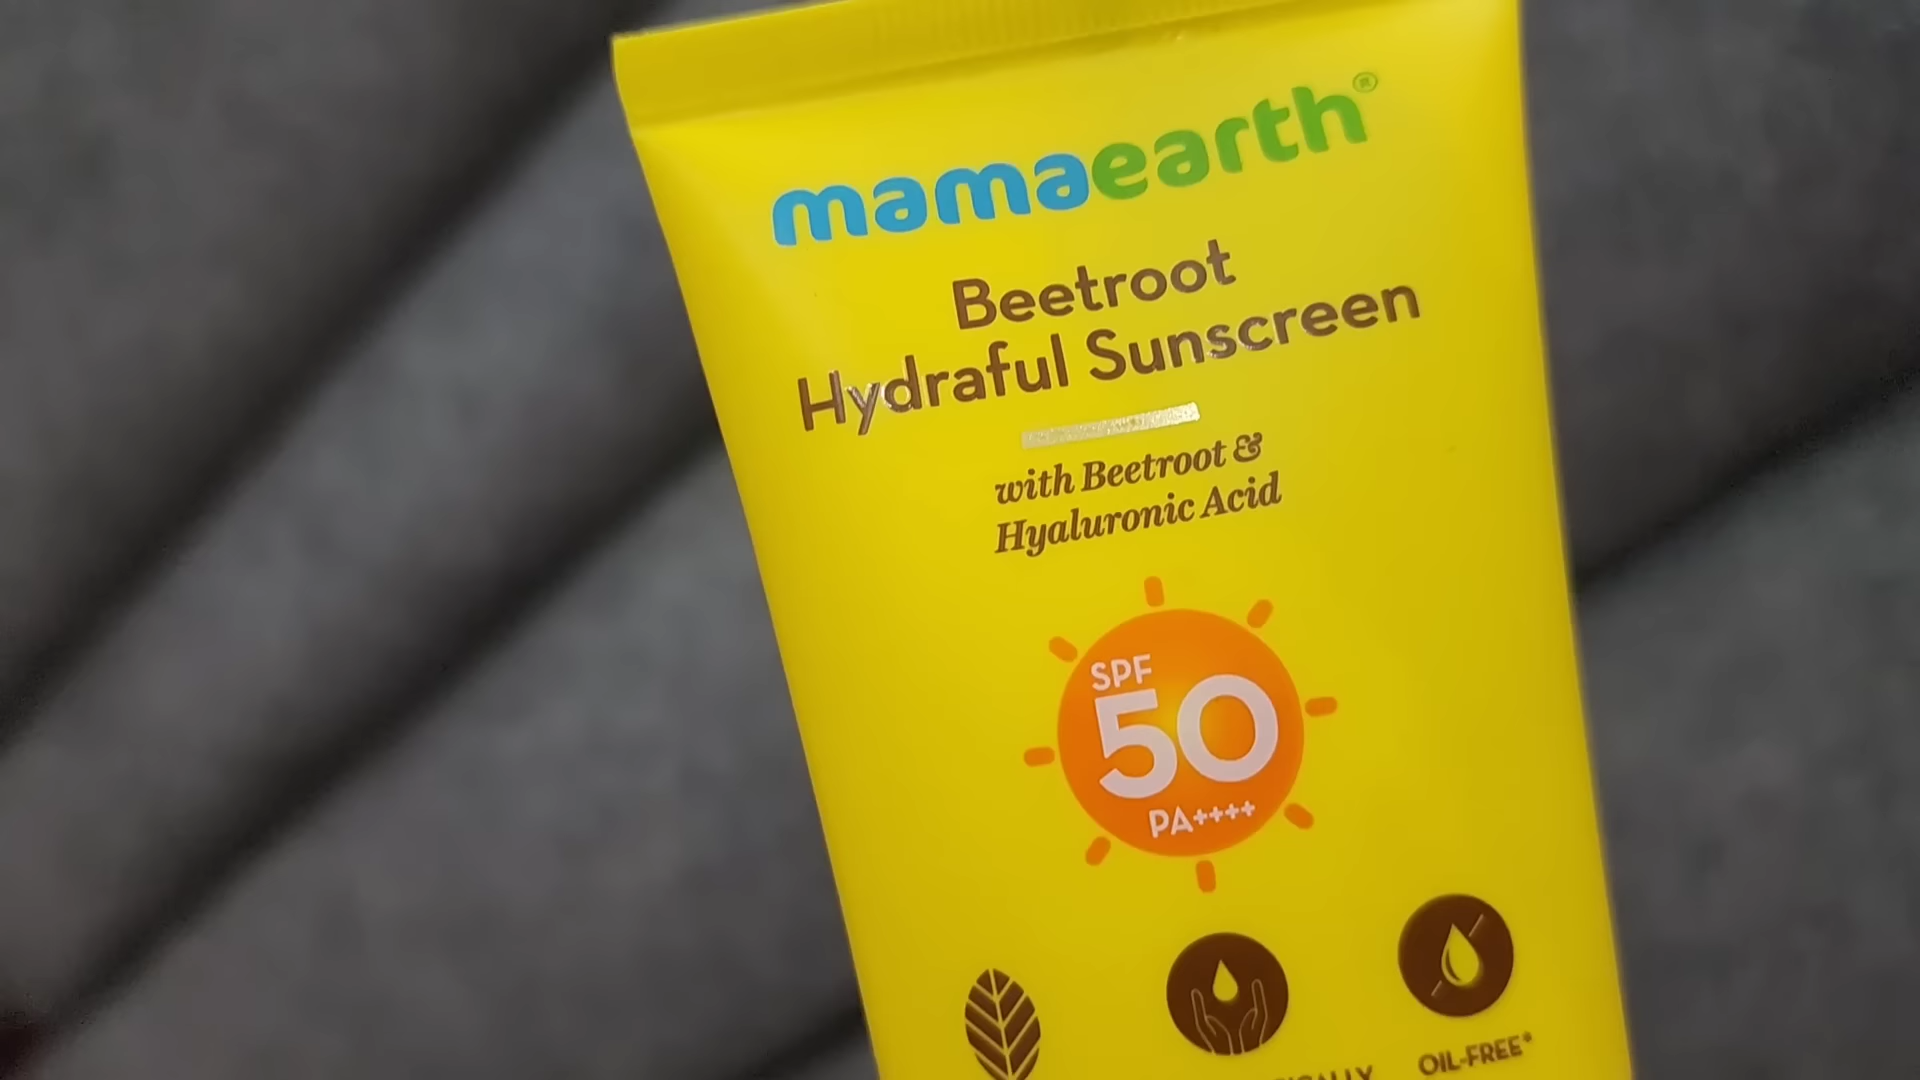 mamaearth®
Beetroot
Hydraful Sunscreen
with Beetroot &
Hyaluronic Acid
SPF
50
PA++++
OIL-FREE*